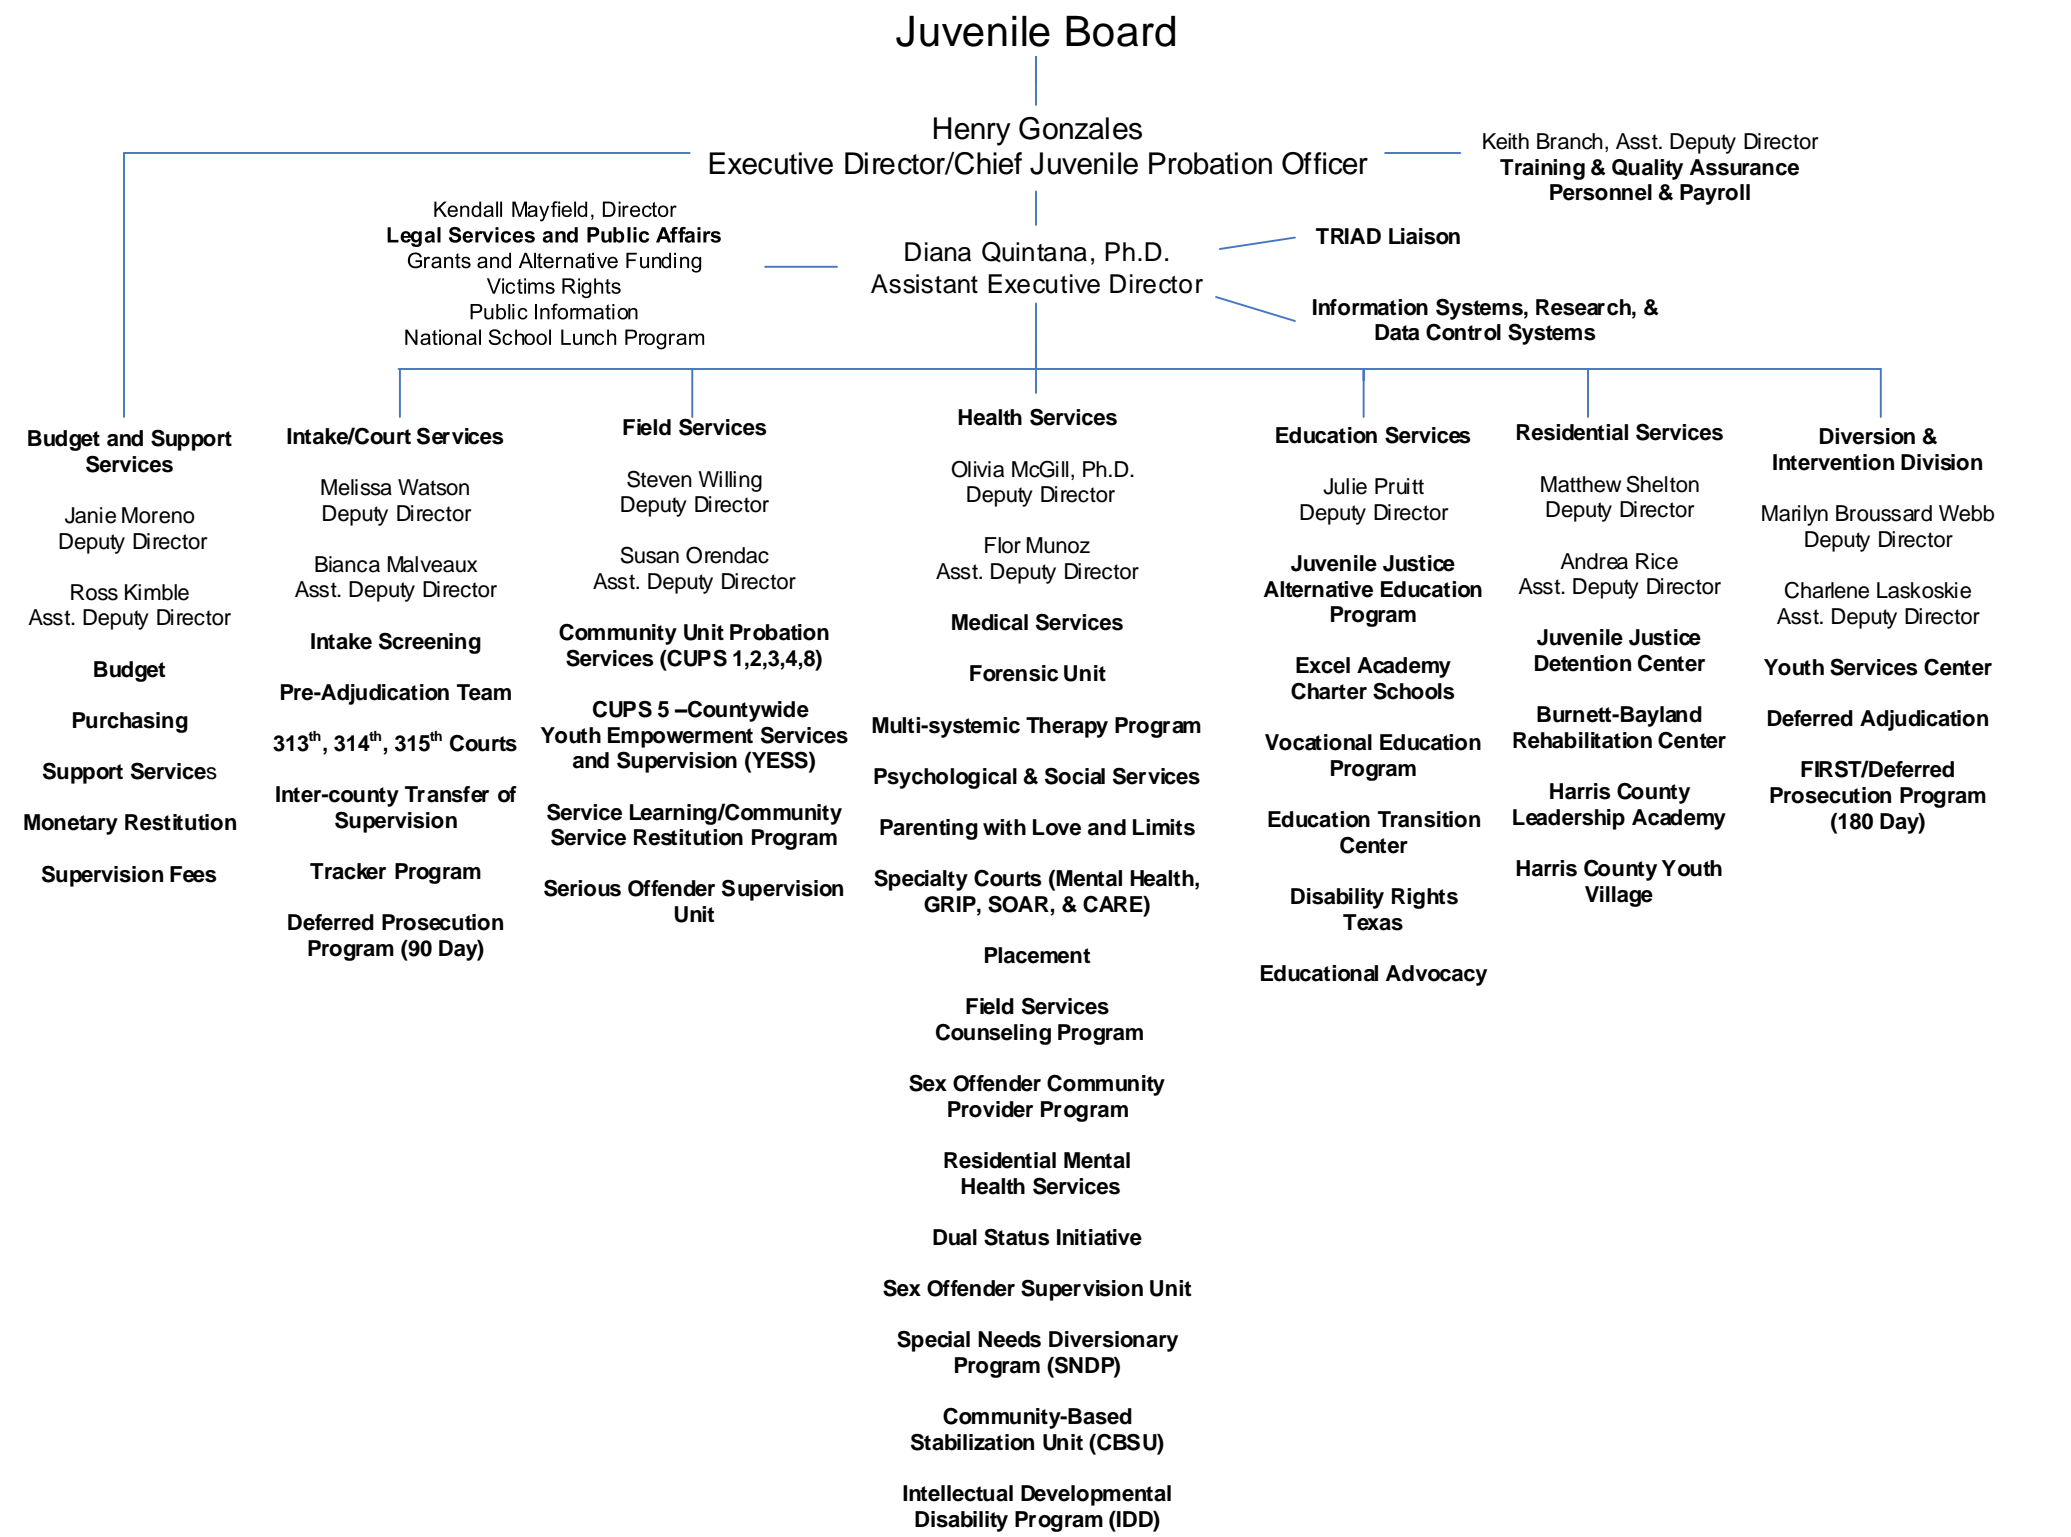 Juvenile Board
Henry Gonzales
Executive Director/Chief Juvenile Probation Officer
Keith Branch, Asst. Deputy Director
Training & Quality Assurance
Personnel & Payroll
Kendall Mayfield, Director
Legal Services and Public Affairs
Grants and Alternative Funding
Victims Rights
Public Information
National School Lunch Program
Diana Quintana, Ph.D.
Assistant Executive Director
TRIAD Liaison
Information Systems, Research, &
Data Control Systems
Budget and Support
Services
Janie Moreno
Deputy Director
Ross Kimble
Asst. Deputy Director
Budget
Purchasing
Support Services
Monetary Restitution
Supervision Fees
Intake/Court Services
Melissa Watson
Deputy Director
Bianca Malveaux
Asst. Deputy Director
Intake Screening
Pre-Adjudication Team
313th, 314th, 315th Courts
Inter-county Transfer of
Supervision
Tracker Program
Deferred Prosecution
Program (90 Day)
Field Services
Steven Willing
Deputy Director
Susan Orendac
Asst. Deputy Director
Community Unit Probation
Services (CUPS 1,2,3,4,8)
CUPS 5 –Countywide
Youth Empowerment Services
and Supervision (YESS)
Service Learning/Community
Service Restitution Program
Serious Offender Supervision
Unit
Health Services
Olivia McGill, Ph.D.
Deputy Director
Flor Munoz
Asst. Deputy Director
Medical Services
Forensic Unit
Multi-systemic Therapy Program
Psychological & Social Services
Parenting with Love and Limits
Specialty Courts (Mental Health,
GRIP, SOAR, & CARE)
Placement
Field Services
Counseling Program
Sex Offender Community
Provider Program
Residential Mental
Health Services
Dual Status Initiative
Sex Offender Supervision Unit
Special Needs Diversionary
Program (SNDP)
Community-Based
Stabilization Unit (CBSU)
Intellectual Developmental
Disability Program (IDD)
Education Services
Julie Pruitt
Deputy Director
Juvenile Justice
Alternative Education
Program
Excel Academy
Charter Schools
Vocational Education
Program
Education Transition
Center
Disability Rights
Texas
Educational Advocacy
Residential Services
Matthew Shelton
Deputy Director
Andrea Rice
Asst. Deputy Director
Juvenile Justice
Detention Center
Burnett-Bayland
Rehabilitation Center
Harris County
Leadership Academy
Harris County Youth
Village
Diversion &
Intervention Division
Marilyn Broussard Webb
Deputy Director
Charlene Laskoskie
Asst. Deputy Director
Youth Services Center
Deferred Adjudication
FIRST/Deferred
Prosecution Program
(180 Day)